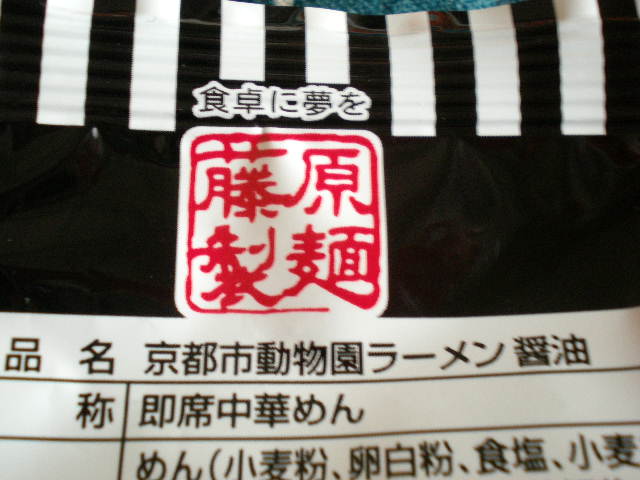 食卓に夢を
藤原
製麺
品名 京都市動物園ラーメン 醤油
称 即席中華めん
めん(小麦粉、卵白粉、食塩、小麦